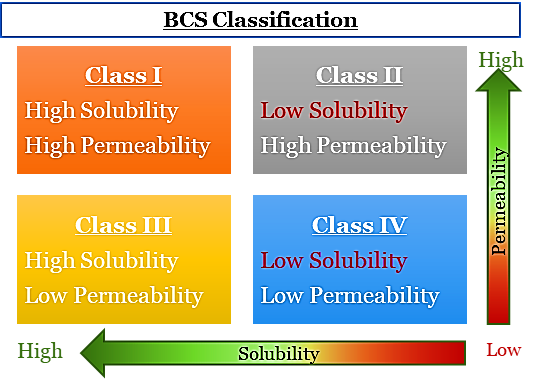 BCS Classification
High
Class I
High Solubility
High Permeability
Class II
Low Solubility
High Permeability
Permeability
Class III
High Solubility
Low Permeability
Class IV
Low Solubility
Low Permeability
High
Solubility
Low